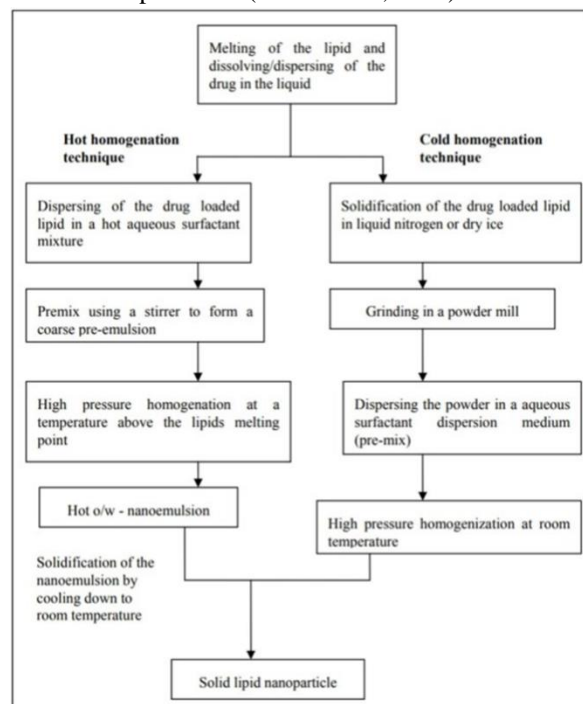 Melting of the lipid and
dissolving/dispersing of the
drug in the liquid
Hot homogenation
technique
Cold homogenation
technique
Dispersing of the drug loaded
lipid in a hot aqueous surfactant
mixture
Solidification of the drug loaded lipid
in liquid nitrogen or dry ice
Premix using a stirrer to form a
coarse pre-emulsion
Grinding in a powder mill
High pressure homogenation at a
temperature above the lipids melting
point
Dispersing the powder in a aqueous
surfactant dispersion medium
(pre-mix)
Hot o/w - nanoemulsion
High pressure homogenization at room
temperature
Solidification of the
nanoemulsion by
cooling down to
room temperature
Solid lipid nanoparticle